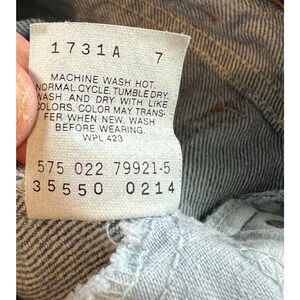 1731A 7
MACHINE WASH HOT
NORMAL CYCLE. TUMBLE DRY.
WASH AND DRY WITH LIKE
COLORS. COLOR MAY TRANS-
FER WHEN NEW. WASH
BEFORE WEARING.
WPL 423
575 022 79921-5
35550 0214